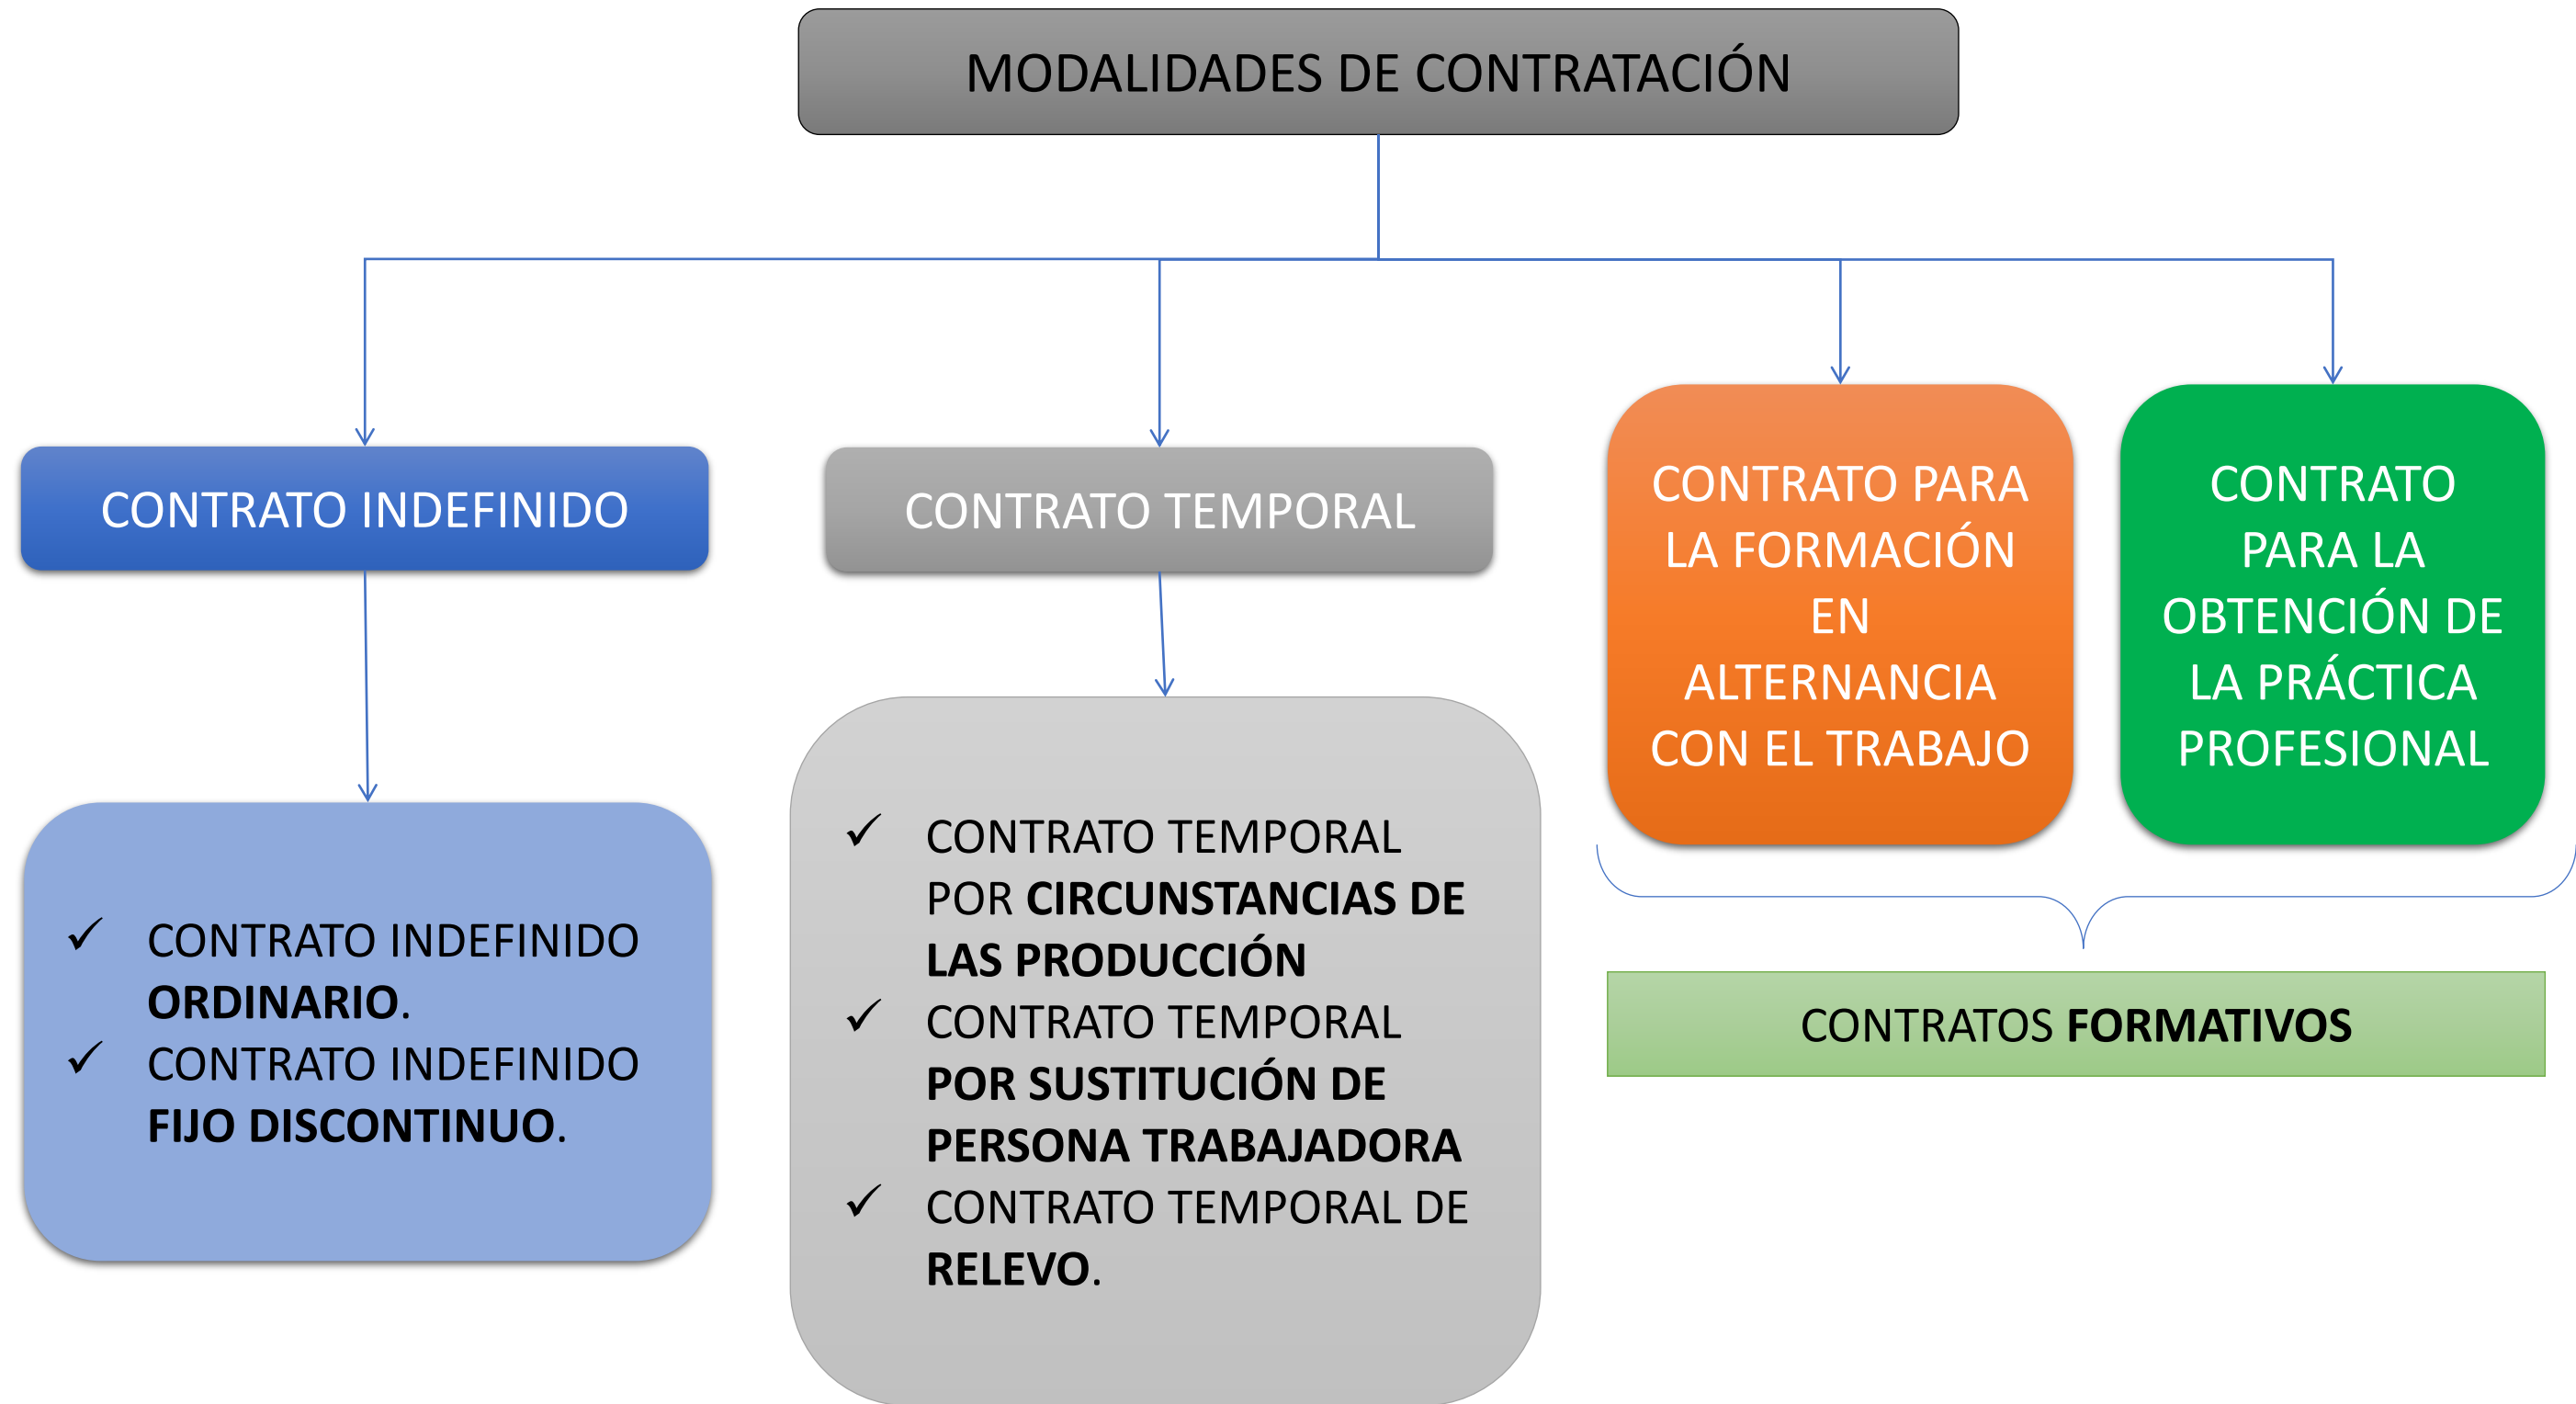 MODALIDADES DE CONTRATACIÓN
CONTRATO INDEFINIDO
✓ CONTRATO INDEFINIDO
ORDINARIO.
✓ CONTRATO INDEFINIDO
FIJO DISCONTINUO.
CONTRATO TEMPORAL
✓ CONTRATO TEMPORAL
POR CIRCUNSTANCIAS DE
LAS PRODUCCIÓN
✓ CONTRATO TEMPORAL
POR SUSTITUCIÓN DE
PERSONA TRABAJADORA
✓ CONTRATO TEMPORAL DE
RELEVO.
CONTRATO PARA
LA FORMACIÓN
EN
ALTERNANCIA
CON EL TRABAJO
CONTRATO
PARA LA
OBTENCIÓN DE
LA PRÁCTICA
PROFESIONAL
CONTRATOS FORMATIVOS